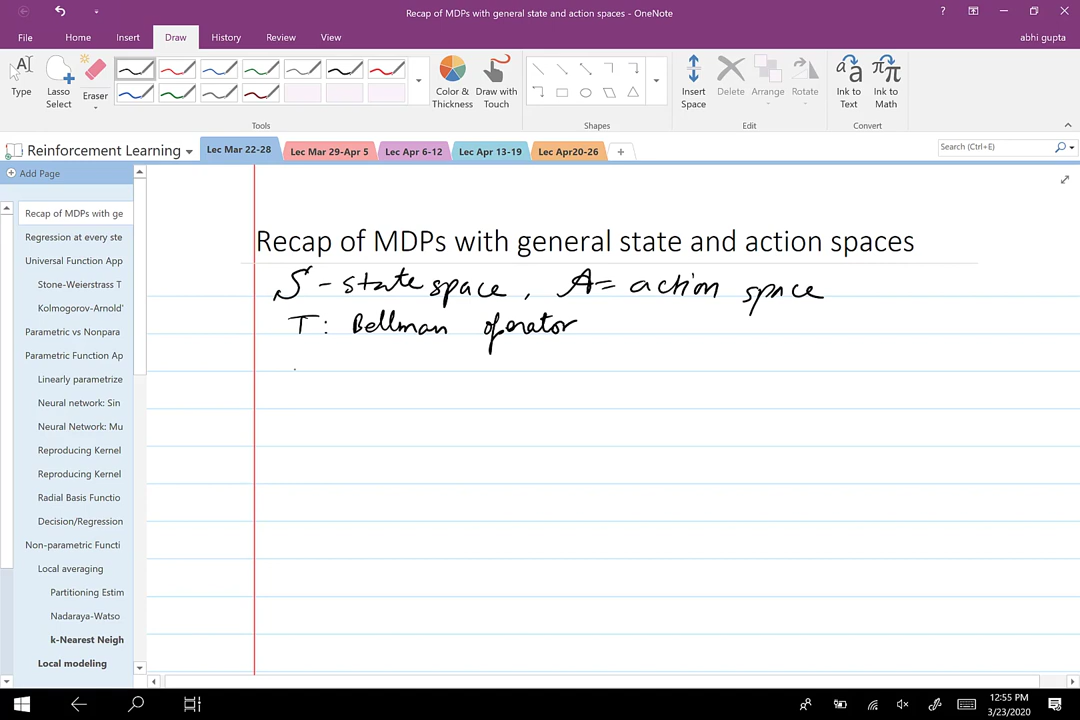 Recap of MDPs with general state and action spaces - OneNote
?
File Home Insert Draw History Review View
abhi gupta
Type
Lasso Select
Eraser
Color & Thickness
Draw with Touch
Insert Space
Delete
Arrange
Rotate
Ink to Text
Ink to Math
Tools
Shapes
Edit
Convert
Reinforcement Learning
Lec Mar 22-28
Lec Mar 29-Apr 5
Lec Apr 6-12
Lec Apr 13-19
Lec Apr20-26
+
Search (Ctrl+E)
Add Page
Recap of MDPs with ge
Regression at every ste
Universal Function App
Stone-Weierstrass T
Kolmogorov-Arnold'
Parametric vs Nonpara
Parametric Function Ap
Linearly parametrize
Neural network: Sin
Neural Network: Mu
Reproducing Kernel
Reproducing Kernel
Radial Basis Functio
Decision/Regression
Non-parametric Functi
Local averaging
Partitioning Estim
Nadaraya-Watso
k-Nearest Neigh
Local modeling
Recap of MDPs with general state and action spaces
S - state space, A = action space
T: Bellman operator
12:55 PM
3/23/2020